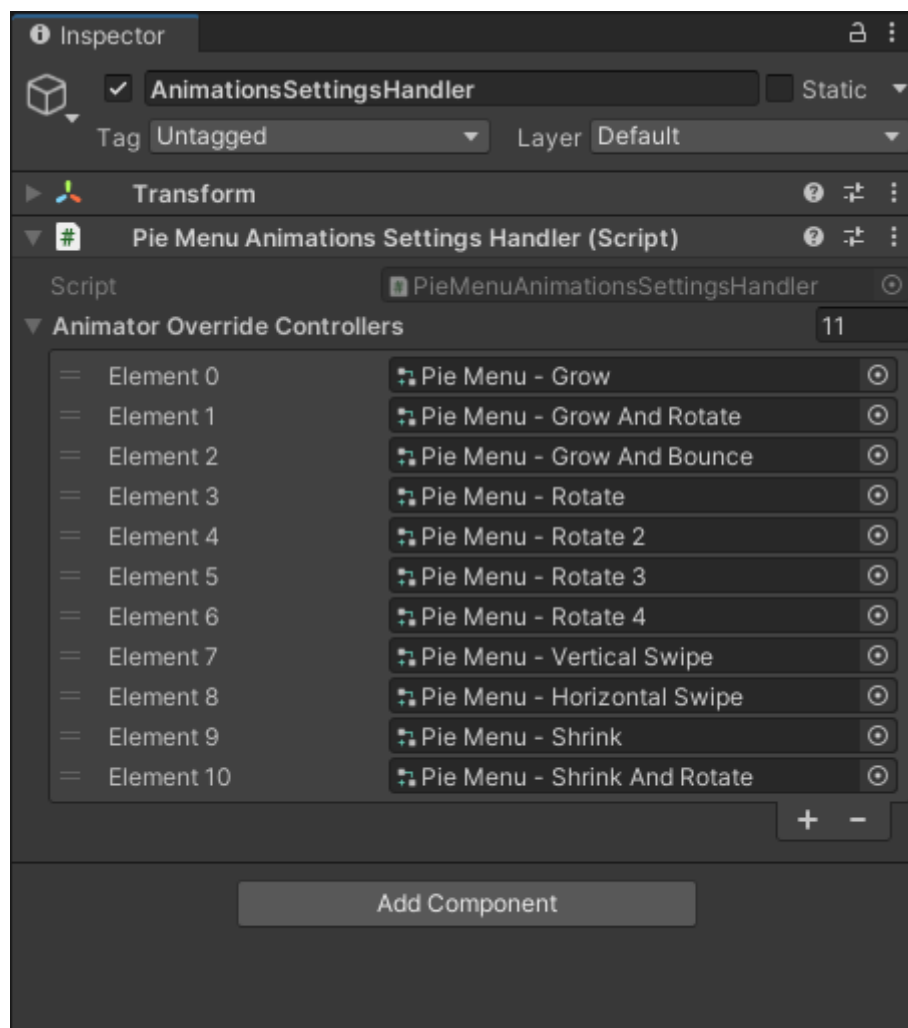 Inspector
AnimationsSettingsHandler Static
Tag Untagged Layer Default
Transform
# Pie Menu Animations Settings Handler (Script)
Script # PieMenuAnimationsSettingsHandler
Animator Override Controllers 11
Element 0 Pie Menu - Grow
Element 1 Pie Menu - Grow And Rotate
Element 2 Pie Menu - Grow And Bounce
Element 3 Pie Menu - Rotate
Element 4 Pie Menu - Rotate 2
Element 5 Pie Menu - Rotate 3
Element 6 Pie Menu - Rotate 4
Element 7 Pie Menu - Vertical Swipe
Element 8 Pie Menu - Horizontal Swipe
Element 9 Pie Menu - Shrink
Element 10 Pie Menu - Shrink And Rotate
+ −
Add Component